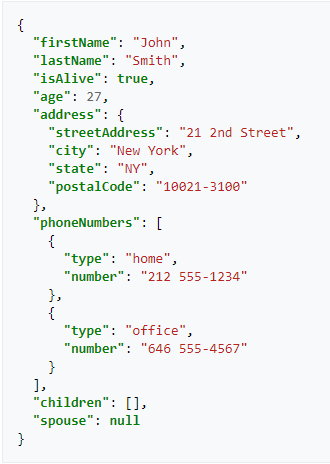 {
  "firstName": "John",
  "lastName": "Smith",
  "isAlive": true,
  "age": 27,
  "address": {
    "streetAddress": "21 2nd Street",
    "city": "New York",
    "state": "NY",
    "postalCode": "10021-3100"
  },
  "phoneNumbers": [
    {
      "type": "home",
      "number": "212 555-1234"
    },
    {
      "type": "office",
      "number": "646 555-4567"
    }
  ],
  "children": [],
  "spouse": null
}